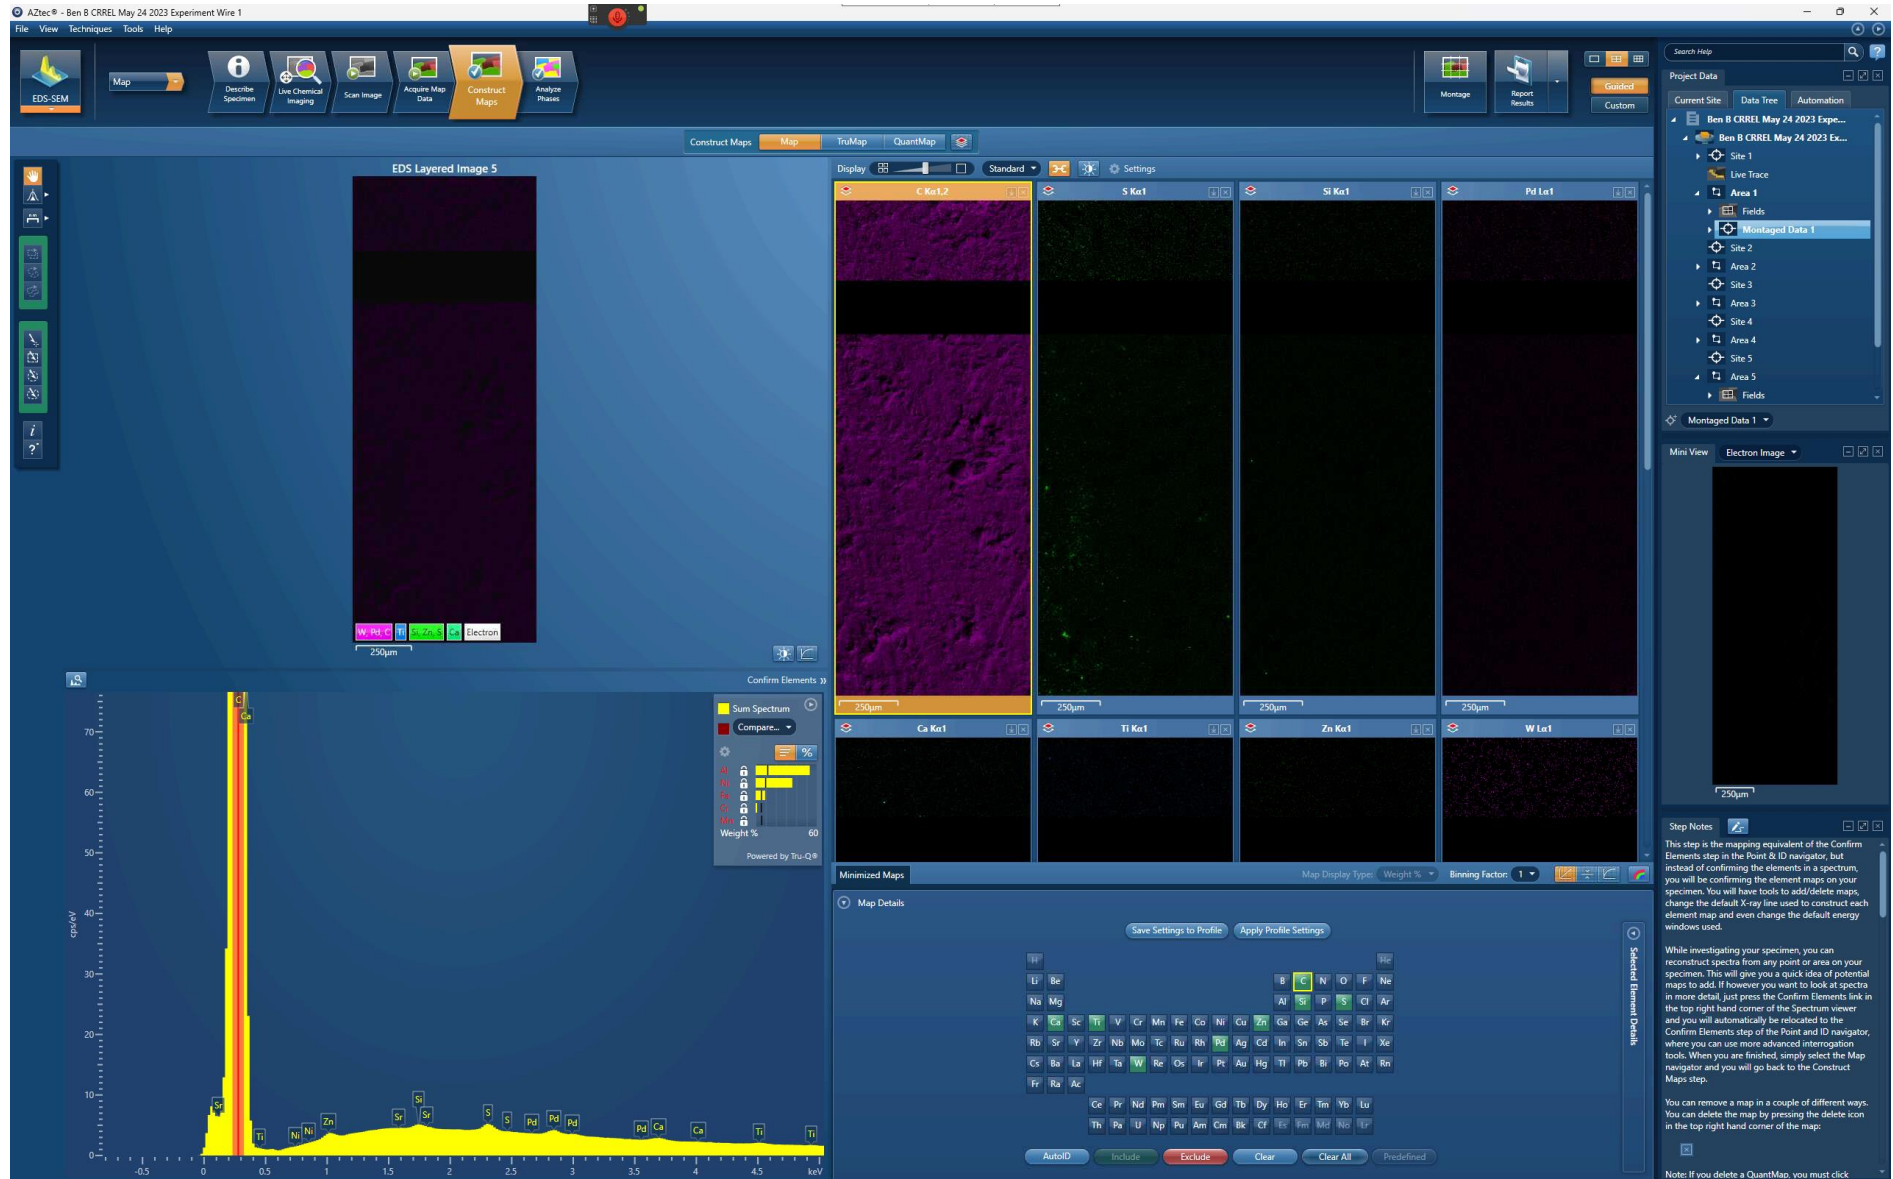 AZtec® - Ben B CRREL May 24 2023 Experiment Wire 1
File View Techniques Tools Help
EDS-SEM
Map
Describe Specimen
Live Chemical Imaging
Scan Image
Acquire Map Data
Construct Maps
Analyze Phases
Montage
Report Results
Guided
Custom
Construct Maps Map TruMap QuantMap
EDS Layered Image 5
W, Pd, C Ti Si, Zn, S Ca Electron
250µm
Display Standard Settings
C Kα1,2
S Kα1
Si Kα1
Pd Lα1
250µm
250µm
250µm
250µm
Ca Kα1
Ti Kα1
Zn Kα1
W Lα1
Confirm Elements »
Sum Spectrum
Compare...
%
Weight % 60
Powered by Tru-Q®
cps/eV
70
60
50
40
30
20
10
0
C
Ca
Sr
Ti
Ni
Ni
Zn
Sr
Si
Sr
S
S
Pd
Pd
Pd
Pd
Ca
Ca
Ti
Ti
-0.5 0 0.5 1 1.5 2 2.5 3 3.5 4 4.5 keV
Minimized Maps
Map Display Type: Weight %
Binning Factor: 1
Map Details
Save Settings to Profile Apply Profile Settings
H He
Li Be B C N O F Ne
Na Mg Al Si P S Cl Ar
K Ca Sc Ti V Cr Mn Fe Co Ni Cu Zn Ga Ge As Se Br Kr
Rb Sr Y Zr Nb Mo Tc Ru Rh Pd Ag Cd In Sn Sb Te I Xe
Cs Ba La Hf Ta W Re Os Ir Pt Au Hg Tl Pb Bi Po At Rn
Fr Ra Ac
Ce Pr Nd Pm Sm Eu Gd Tb Dy Ho Er Tm Yb Lu
Th Pa U Np Pu Am Cm Bk Cf Es Fm Md No Lr
AutoID Include Exclude Clear Clear All Predefined
Selected Element Details
Search Help
Project Data
Current Site Data Tree Automation
Ben B CRREL May 24 2023 Expe...
Ben B CRREL May 24 2023 Ex...
Site 1
Live Trace
Area 1
Fields
Montaged Data 1
Site 2
Area 2
Site 3
Area 3
Site 4
Area 4
Site 5
Area 5
Fields
Montaged Data 1
Mini View Electron Image
250µm
Step Notes
This step is the mapping equivalent of the Confirm
Elements step in the Point & ID navigator, but
instead of confirming the elements in a spectrum,
you will be confirming the element maps on your
specimen. You will have tools to add/delete maps,
change the default X-ray line used to construct each
element map and even change the default energy
windows used.
While investigating your specimen, you can
reconstruct spectra from any point or area on your
specimen. This will give you a quick idea of potential
maps to add. If however you want to look at spectra
in more detail, just press the Confirm Elements link in
the top right hand corner of the Spectrum viewer
and you will automatically be relocated to the
Confirm Elements step of the Point and ID navigator,
where you can use more advanced interrogation
tools. When you are finished, simply select the Map
navigator and you will go back to the Construct
Maps step.
You can remove a map in a couple of different ways.
You can delete the map by pressing the delete icon
in the top right hand corner of the map:
Note: If you delete a QuantMap, you must click